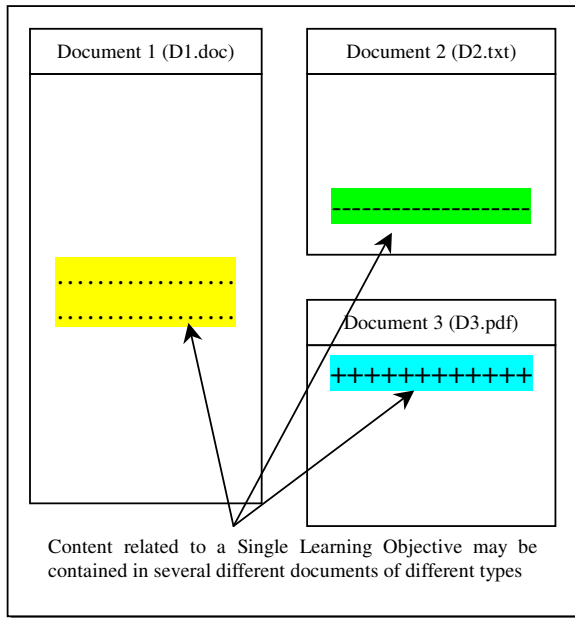 Document 1 (D1.doc)
Document 2 (D2.txt)
--------------------
..................
..................
Document 3 (D3.pdf)
++++++++++++
Content related to a Single Learning Objective may be
contained in several different documents of different types